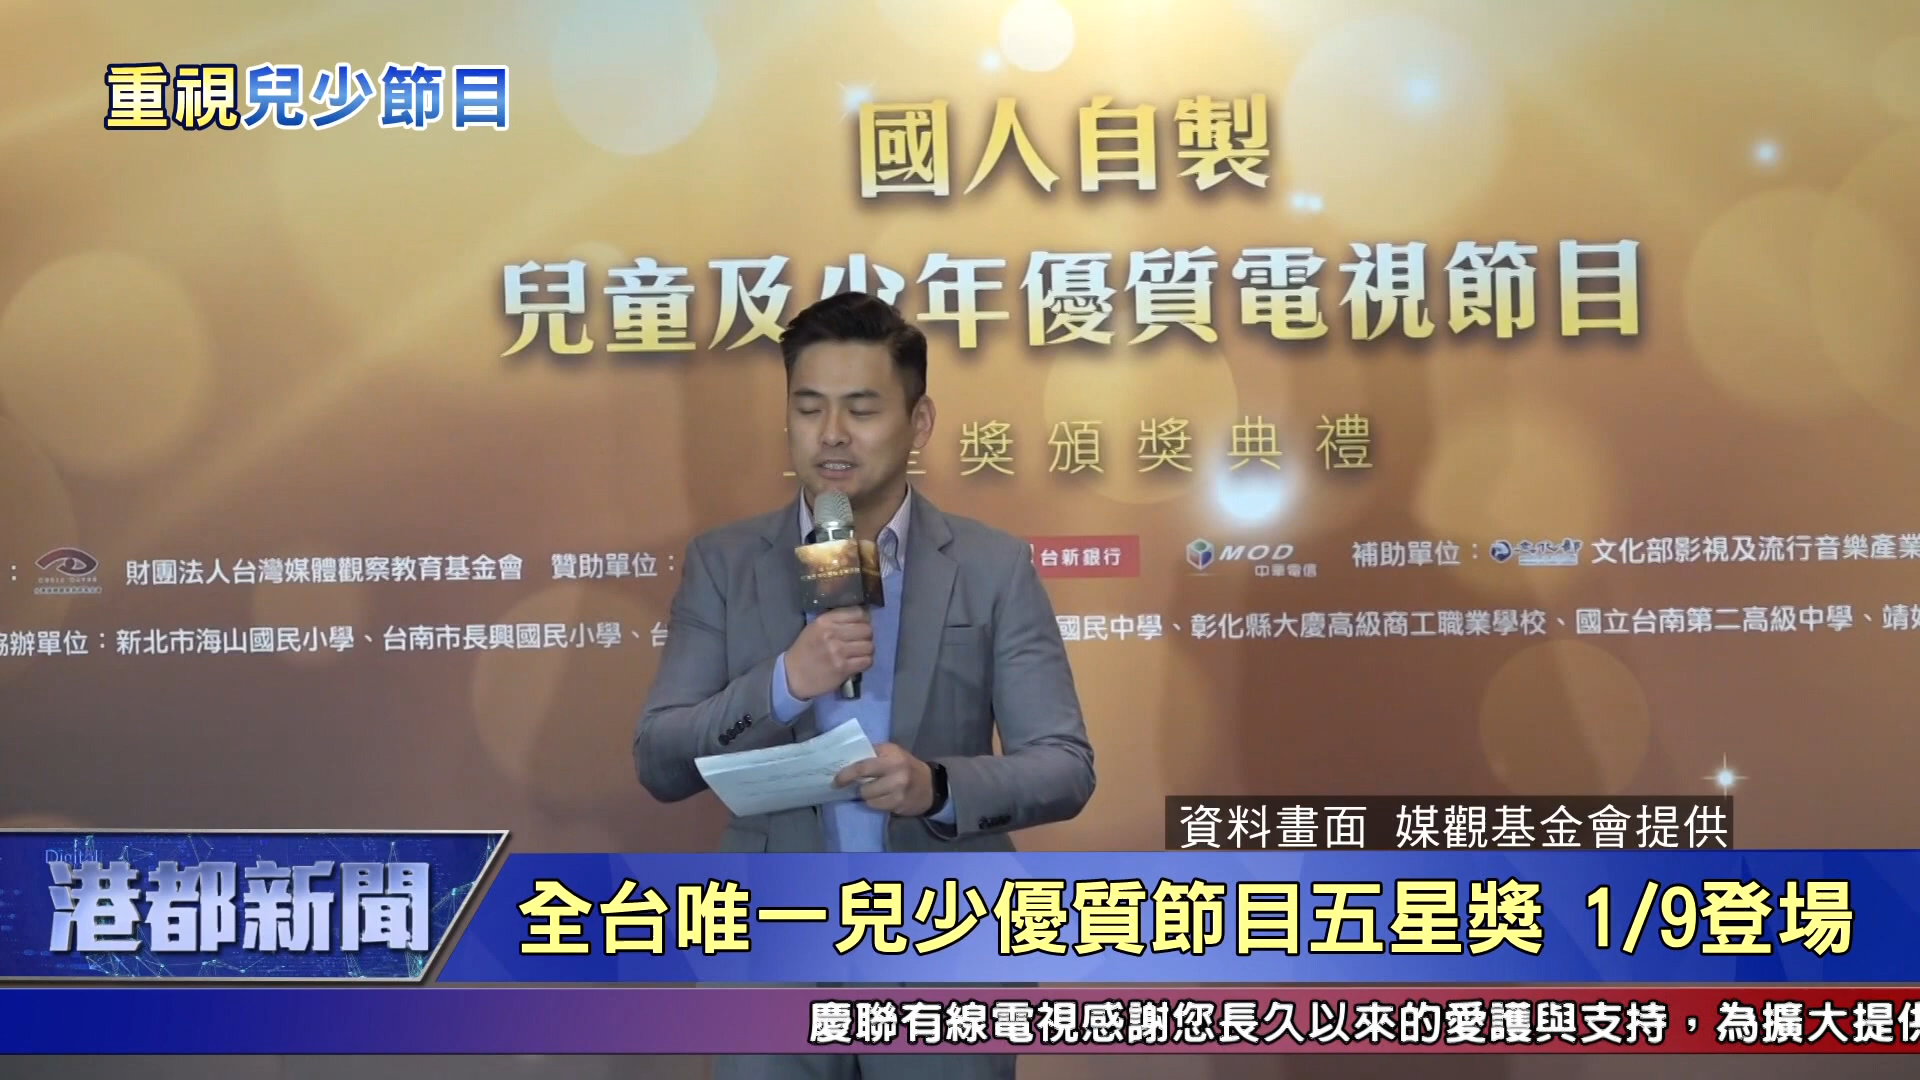 重視兒少節目
國人自製
兒童及少年優質電視節目
星獎頒獎典禮
： 財團法人台灣媒體觀察教育基金會 贊助單位： 台新銀行 MOD 中華電信 補助單位： 文化部 文化部影視及流行音樂產業
協辦單位：新北市海山國民小學、台南市長興國民小學、台 國民中學、彰化縣大慶高級商工職業學校、國立台南第二高級中學、靖
資料畫面 媒觀基金會提供
Digital
港都新聞
全台唯一兒少優質節目五星獎 1/9登場
慶聯有線電視感謝您長久以來的愛護與支持，為擴大提供